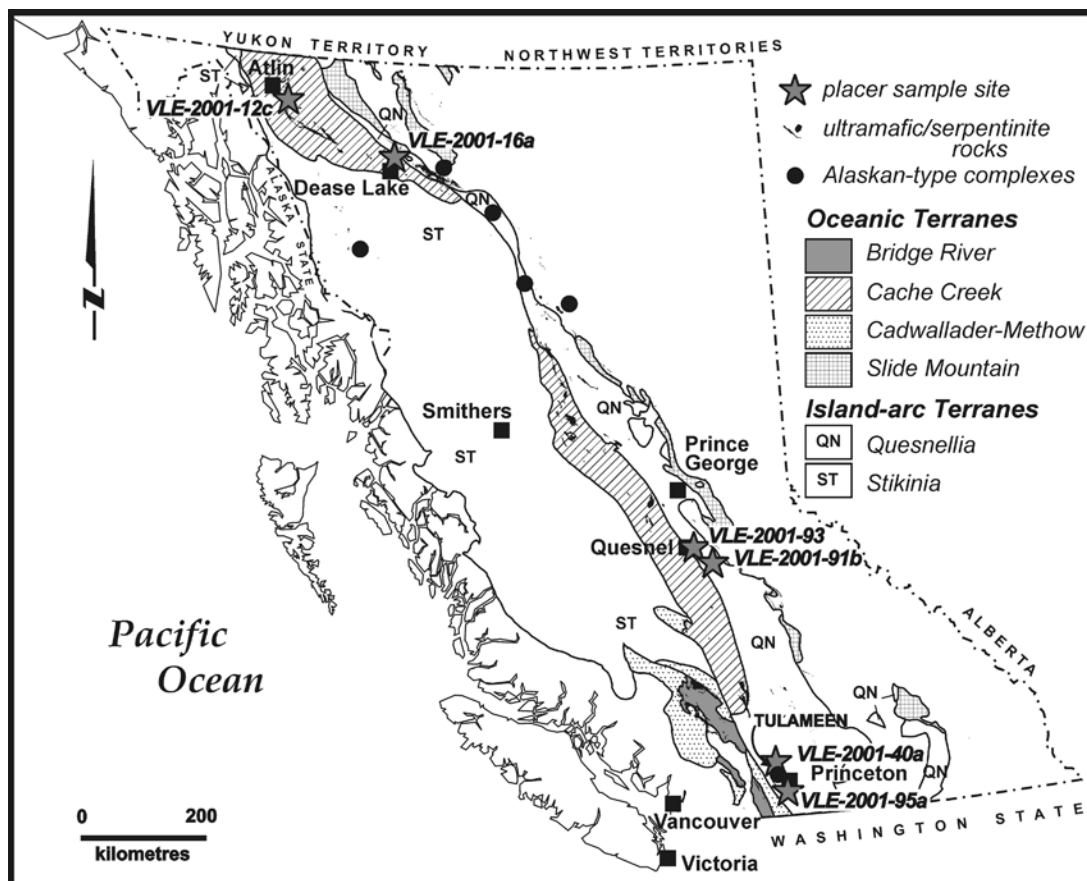 YUKON TERRITORY
NORTHWEST TERRITORIES
ST
Atlin
VLE-2001-12c
QN
VLE-2001-16a
Dease Lake
QN
ST
ALASKA
STATE
N
placer sample site
ultramafic/serpentinite
rocks
Alaskan-type complexes
Oceanic Terranes
Bridge River
Cache Creek
Cadwallader-Methow
Slide Mountain
Island-arc Terranes
QN
Quesnellia
ST
Stikinia
Smithers
ST
QN
Prince
George
VLE-2001-93
Quesnel
VLE-2001-91b
ST
QN
ALBERTA
Pacific
Ocean
QN
TULAMEEN
VLE-2001-40a
Princeton
QN
VLE-2001-95a
Vancouver
WASHINGTON STATE
Victoria
0
200
kilometres